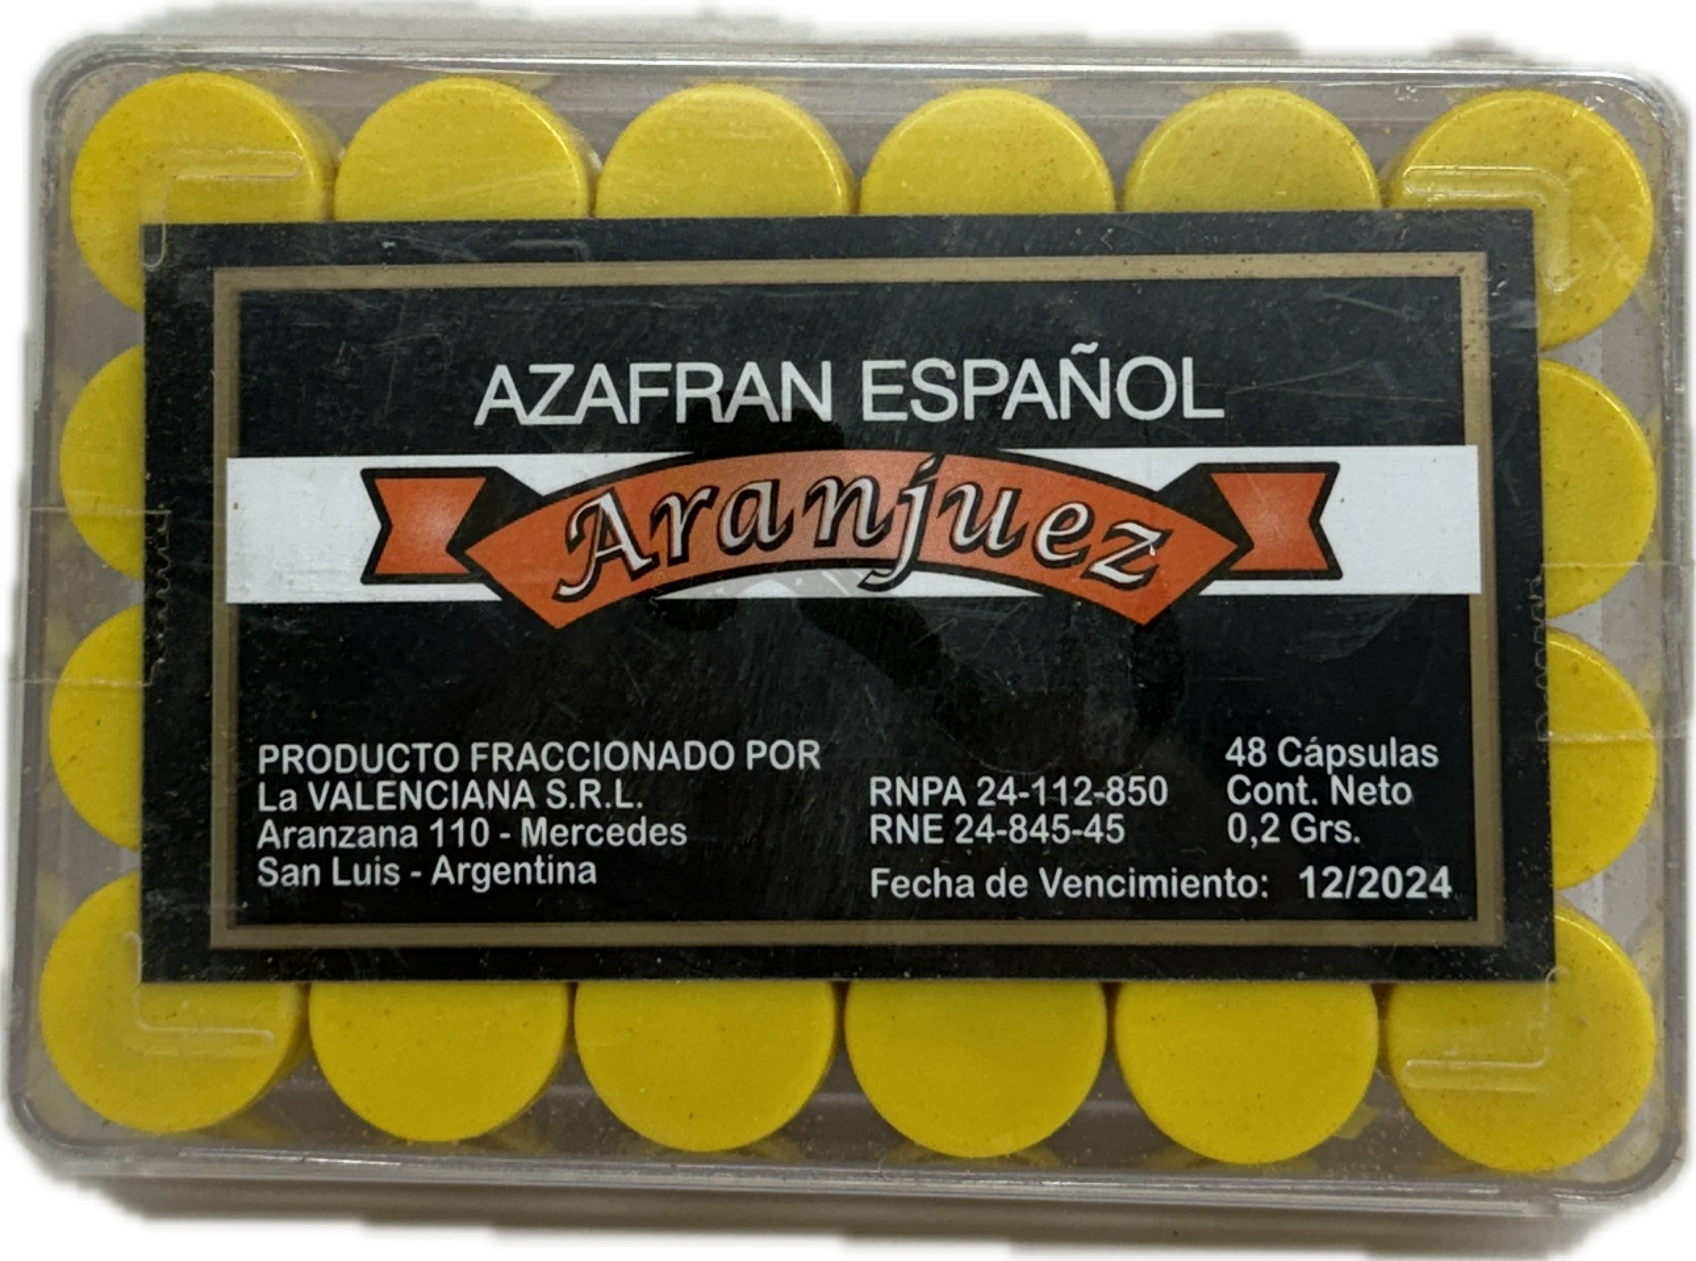 AZAFRAN ESPAÑOL
Aranjuez
PRODUCTO FRACCIONADO POR
La VALENCIANA S.R.L.
Aranzana 110 - Mercedes
San Luis - Argentina
RNPA 24-112-850
RNE 24-845-45
Fecha de Vencimiento: 12/2024
48 Cápsulas
Cont. Neto
0,2 Grs.